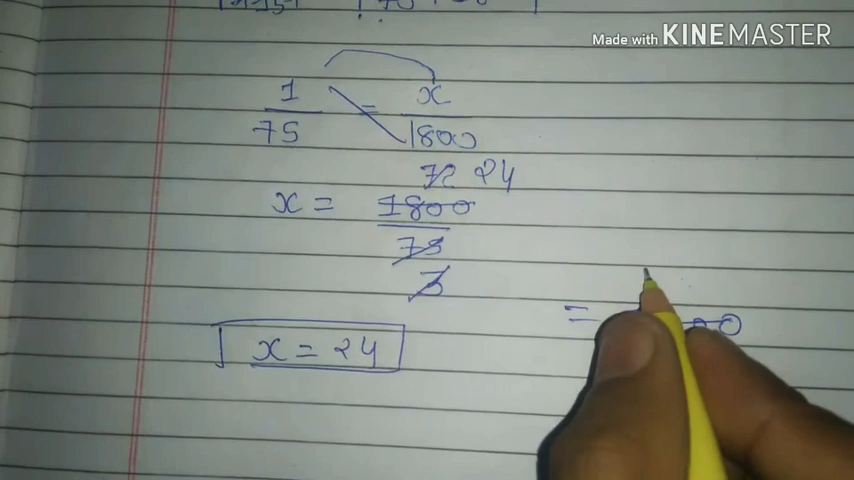 Made with KINEMASTER
1 = x
75 1800
72 24
x = 1800
75
3
x = 24
=